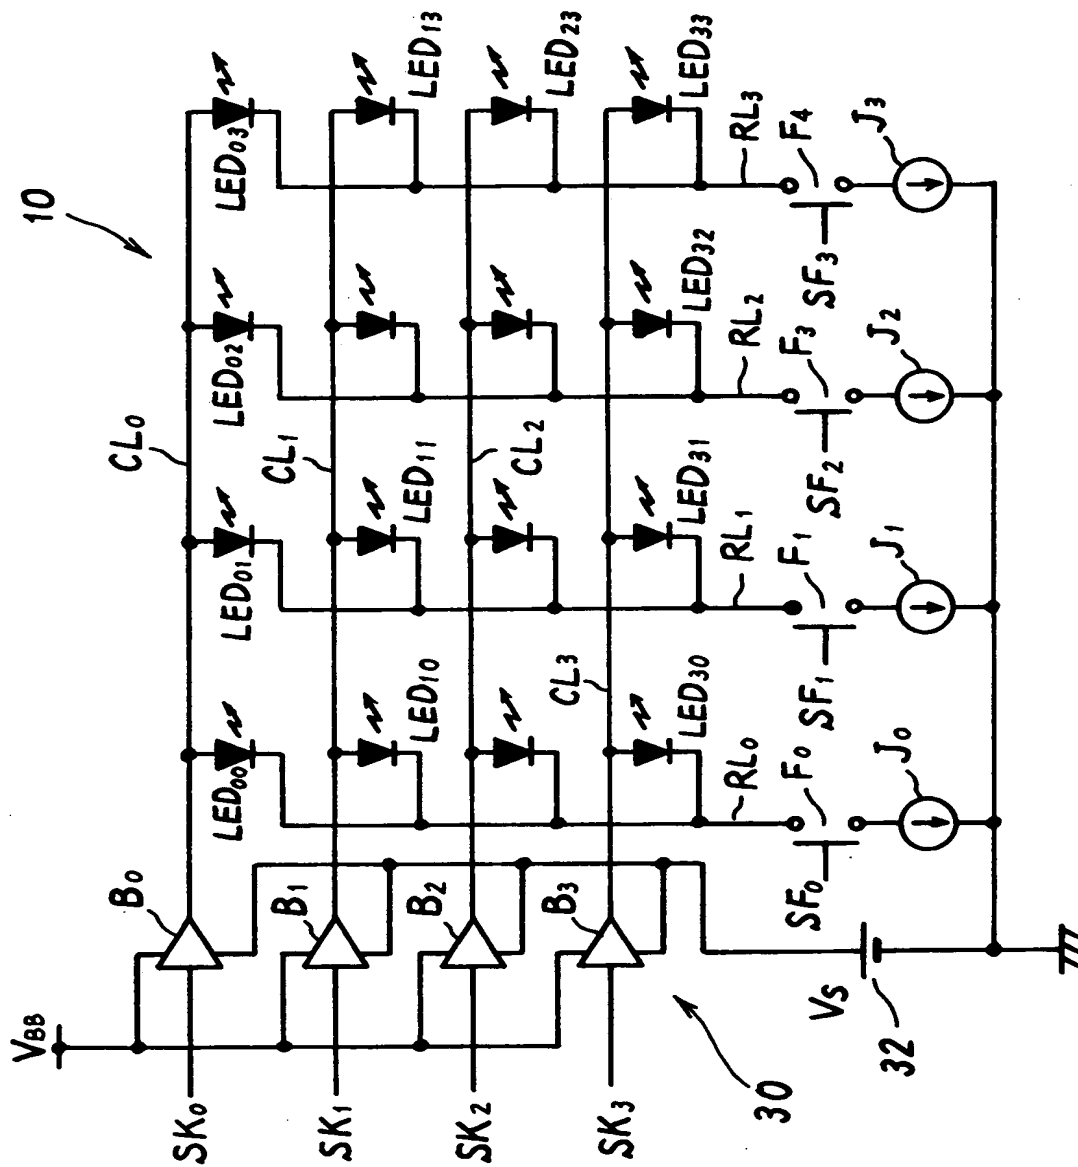 10
V_BB
B₀
CL₀
LED₀₀
LED₀₁
LED₀₂
LED₀₃
SK₀
B₁
CL₁
LED₁₀
LED₁₁
LED₁₃
SK₁
B₂
CL₂
LED₂₃
SK₂
B₃
CL₃
LED₃₀
LED₃₁
LED₃₂
LED₃₃
SK₃
RL₀
RL₁
RL₂
RL₃
30
SF₀
F₀
SF₁
F₁
SF₂
F₃
SF₃
F₄
Vs
32
J₀
J₁
J₂
J₃